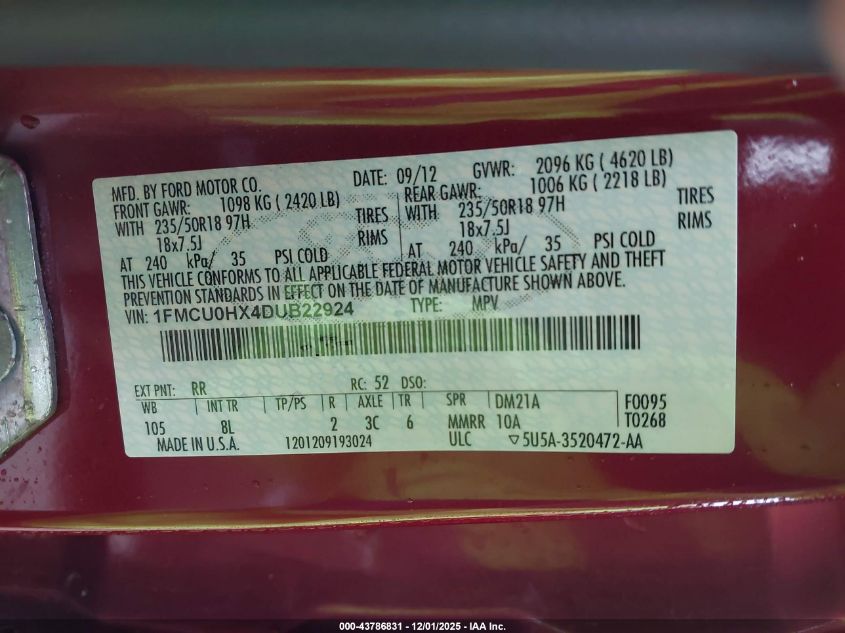 MFD. BY FORD MOTOR CO. DATE: 09/12 GVWR: 2096 KG ( 4620 LB)
FRONT GAWR: 1098 KG ( 2420 LB) REAR GAWR: 1006 KG ( 2218 LB)
WITH 235/50R18 97H TIRES WITH 235/50R18 97H TIRES
18x7.5J RIMS 18x7.5J RIMS
AT 240 kPa/ 35 PSI COLD AT 240 kPa/ 35 PSI COLD
THIS VEHICLE CONFORMS TO ALL APPLICABLE FEDERAL MOTOR VEHICLE SAFETY AND THEFT
PREVENTION STANDARDS IN EFFECT ON THE DATE OF MANUFACTURE SHOWN ABOVE.
VIN: 1FMCU0HX4DUB22924 TYPE: MPV
EXT PNT: RR RC: 52 DSO:
WB INT TR TP/PS R AXLE TR SPR DM21A F0095
105 8L 2 3C 6 MMRR 10A T0268
MADE IN U.S.A. 1201209193024 ULC ▽5U5A-3520472-AA
000-43786831 - 12/01/2025 - IAA Inc.